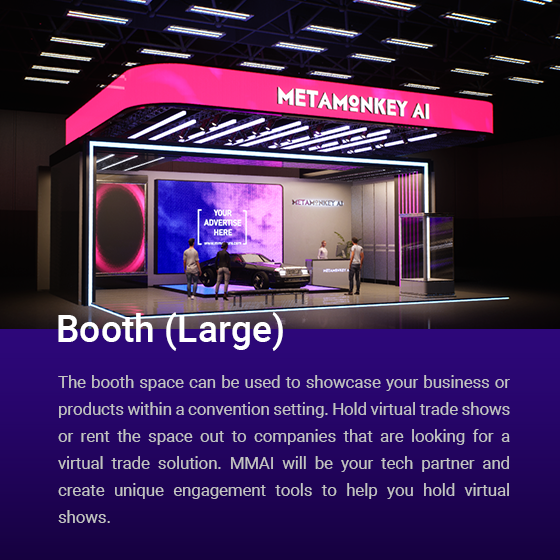 METAMONKEY AI
YOUR
ADVERTISE
HERE
METAMONKEY AI
METAMONKEY A
Booth (Large)
The booth space can be used to showcase your business or
products within a convention setting. Hold virtual trade shows
or rent the space out to companies that are looking for a
virtual trade solution. MMAI will be your tech partner and
create unique engagement tools to help you hold virtual
shows.